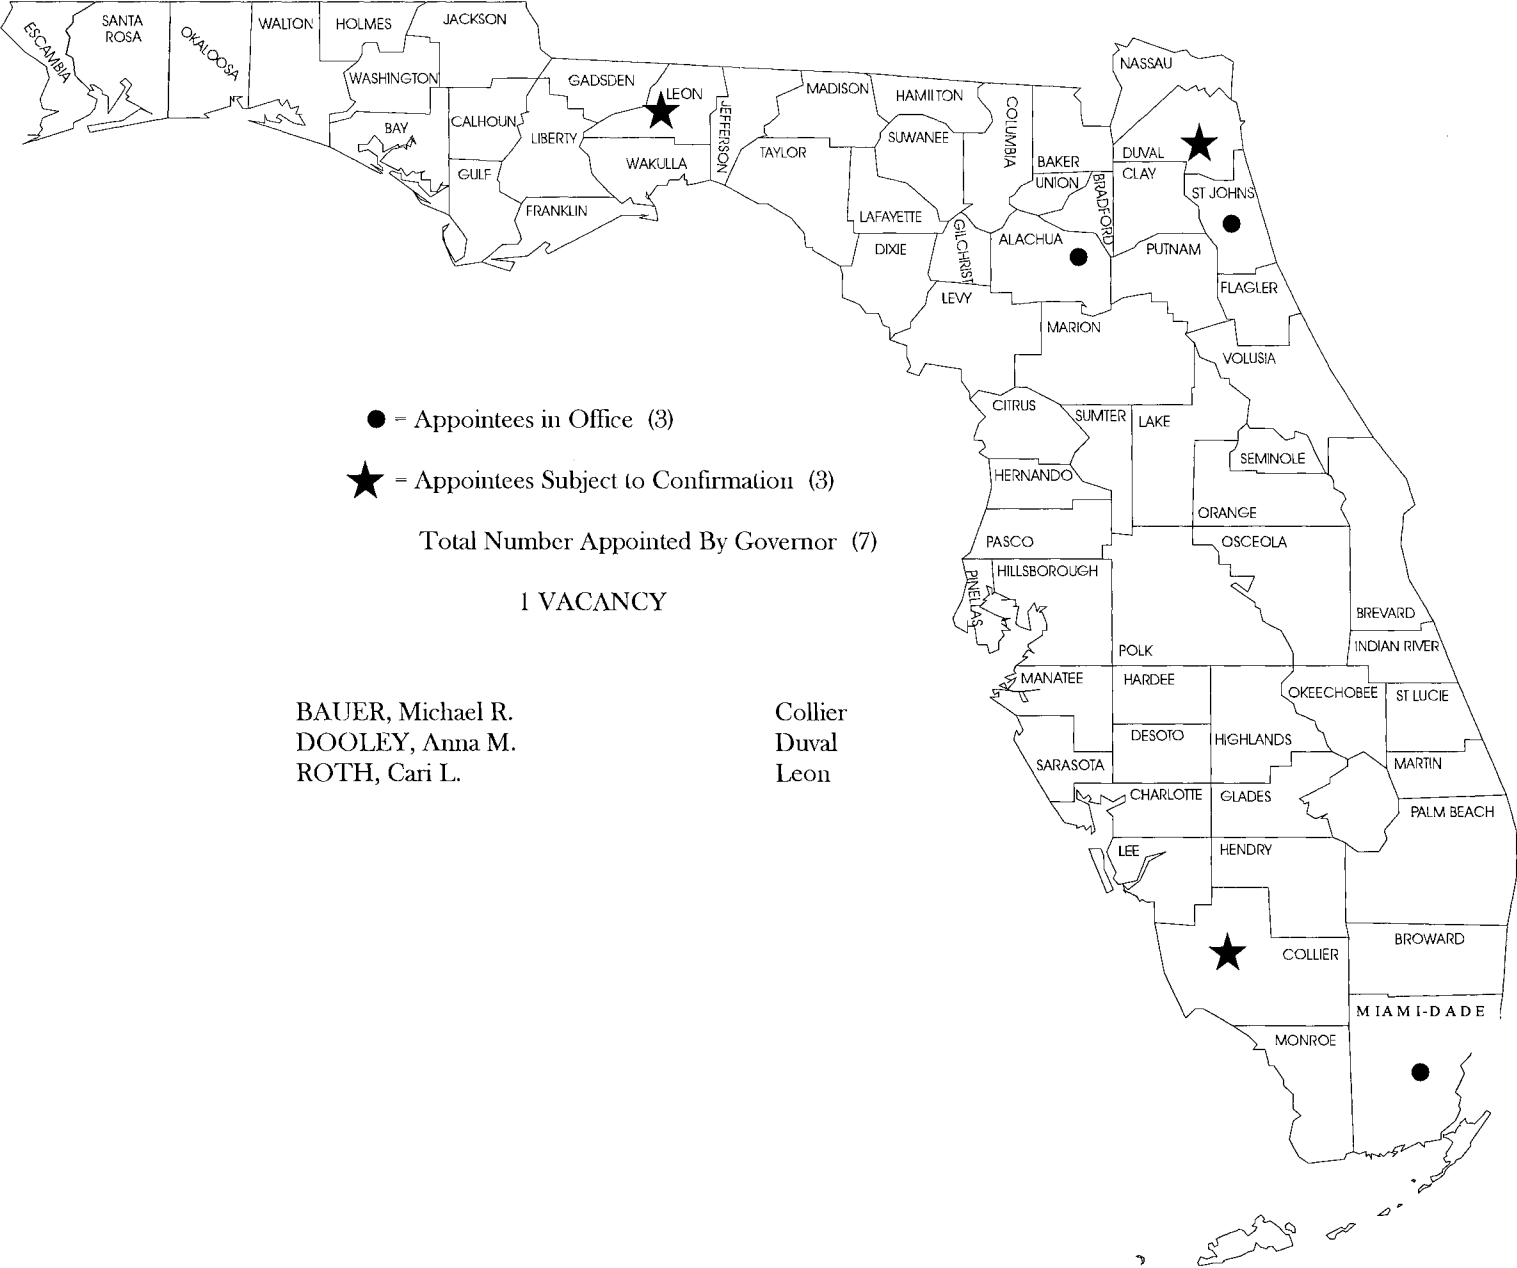 ESCAMBIA
SANTA
ROSA
OKALOOSA
WALTON
HOLMES
JACKSON
WASHINGTON
BAY
CALHOUN
GULF
GADSDEN
LIBERTY
FRANKLIN
LEON
WAKULLA
JEFFERSON
MADISON
TAYLOR
HAMILTON
SUWANEE
LAFAYETTE
DIXIE
COLUMBIA
GILCHRIST
LEVY
NASSAU
DUVAL
BAKER
CLAY
UNION
BRADFORD
ST JOHNS
ALACHUA
PUTNAM
FLAGLER
MARION
VOLUSIA
CITRUS
SUMTER
LAKE
SEMINOLE
HERNANDO
ORANGE
PASCO
OSCEOLA
HILLSBOROUGH
PINELLAS
BREVARD
POLK
INDIAN RIVER
MANATEE
HARDEE
OKEECHOBEE
ST LUCIE
DESOTO
HIGHLANDS
SARASOTA
MARTIN
CHARLOTTE
GLADES
PALM BEACH
LEE
HENDRY
BROWARD
COLLIER
MIAMI-DADE
MONROE
● = Appointees in Office (3)
★ = Appointees Subject to Confirmation (3)
Total Number Appointed By Governor (7)
1 VACANCY
BAUER, Michael R. Collier
DOOLEY, Anna M. Duval
ROTH, Cari L. Leon